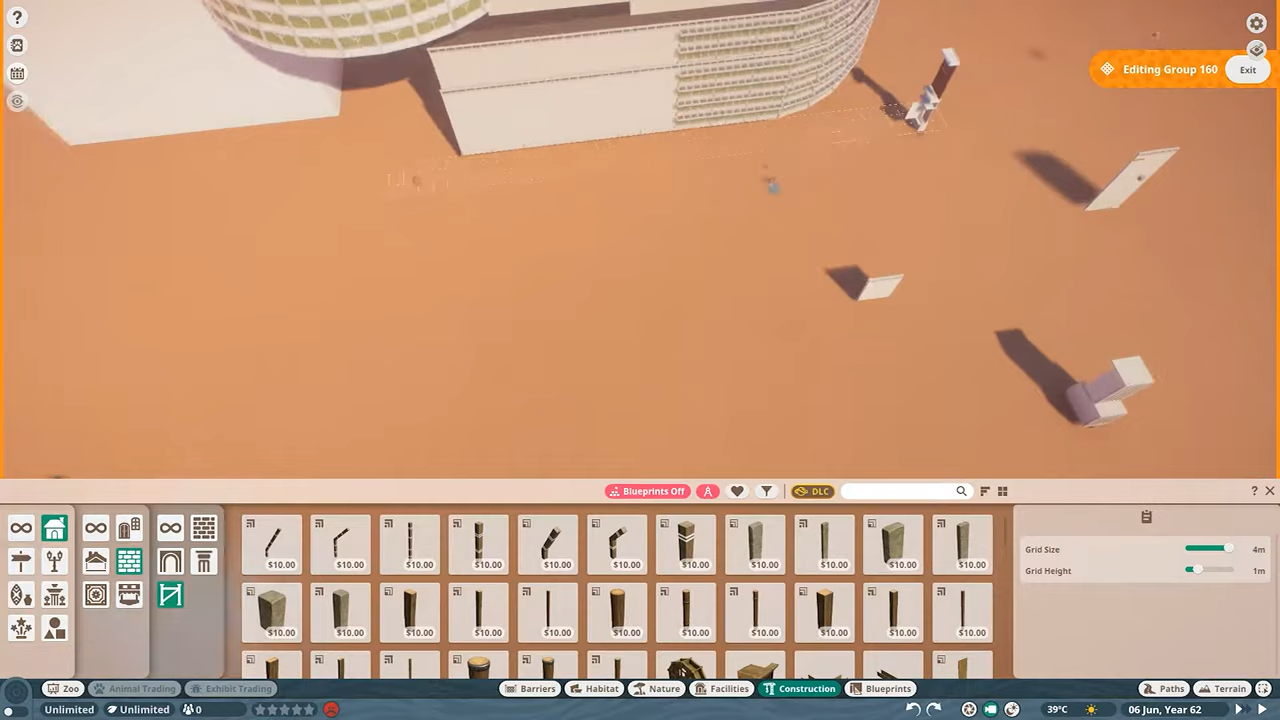 ?
Editing Group 160 Exit
Blueprints Off DLC ? ×
$10.00 $10.00 $10.00 $10.00 $10.00 $10.00 $10.00 $10.00 $10.00 $10.00 $10.00
Grid Size 4m
Grid Height 1m
$10.00 $10.00 $10.00 $10.00 $10.00 $10.00 $10.00 $10.00 $10.00 $10.00 $10.00
Zoo Animal Trading Exhibit Trading Barriers Habitat Nature Facilities Construction Blueprints Paths Terrain
Unlimited Unlimited 0 39°C 06 Jun, Year 62